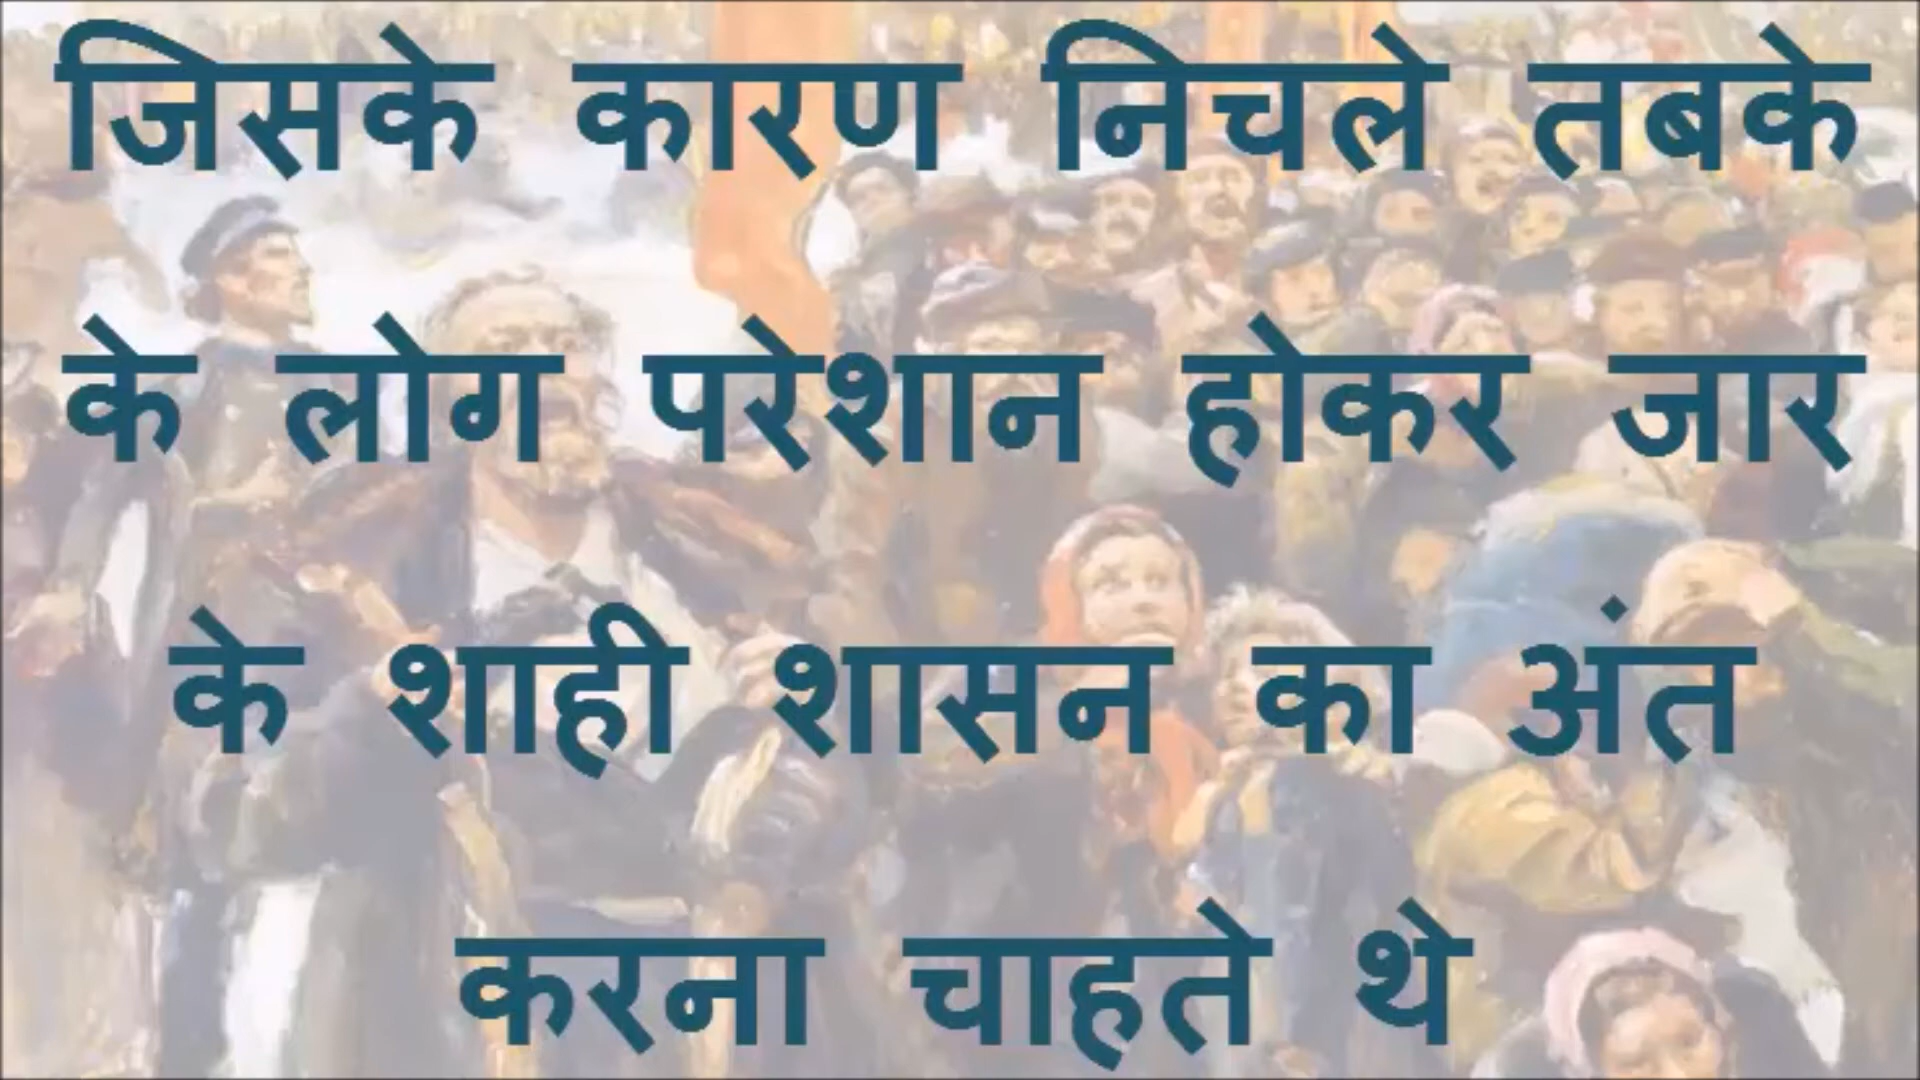 जिसके कारण निचले तबके
के लोग परेशान होकर जार
के शाही शासन का अंत
करना चाहते थे